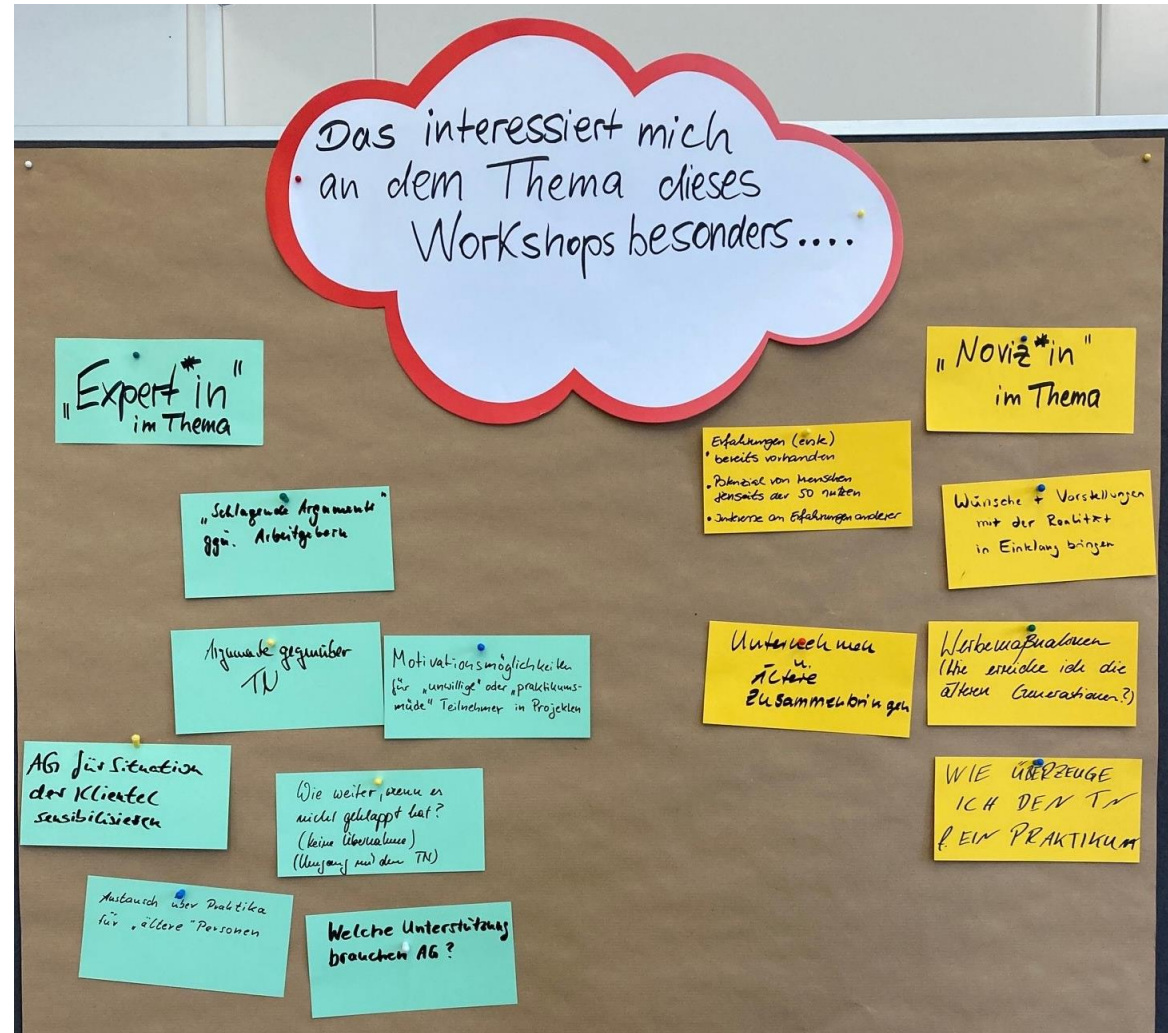 Das interessiert mich
an dem Thema dieses
Workshops besonders....
„Expert*in"
im Thema
„Schlagende Argumente"
ggü. Arbeitgebern
Argumente gegenüber
TN
Motivationsmöglichkeiten
für „unwillige" oder „praktikums-
müde" Teilnehmer in Projekten
AG für Situation
der Klientel
sensibilisieren
Wie weiter, wenn es
nicht geklappt hat?
(keine Übernahme)
(Umgang mit dem TN)
Austausch über Praktika
für „ältere" Personen
Welche Unterstützung
brauchen AG?
„Noviz*in"
im Thema
Erfahrungen (erste)
bereits vorhanden
• Potenzial von Menschen
jenseits der 50 nutzen
• Interesse an Erfahrungen anderer
Wünsche + Vorstellungen
mit der Realität
in Einklang bringen
Unternehmen
u.
Ältere
zusammenbringen
Werbemaßnahmen
(Wie erreiche ich die
älteren Generationen?)
WIE ÜBERZEUGE
ICH DEN TN
f. EIN PRAKTIKUM